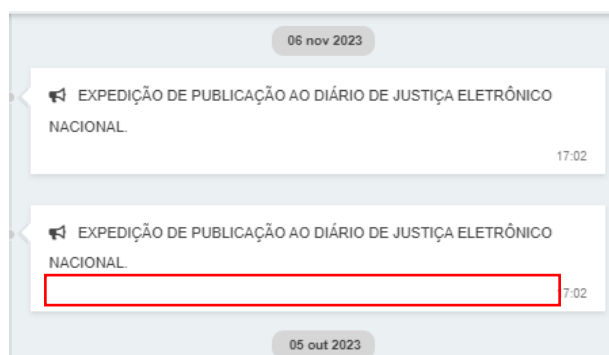 06 nov 2023
EXPEDIÇÃO DE PUBLICAÇÃO AO DIÁRIO DE JUSTIÇA ELETRÔNICO
NACIONAL.
17:02
EXPEDIÇÃO DE PUBLICAÇÃO AO DIÁRIO DE JUSTIÇA ELETRÔNICO
NACIONAL.
17:02
05 out 2023